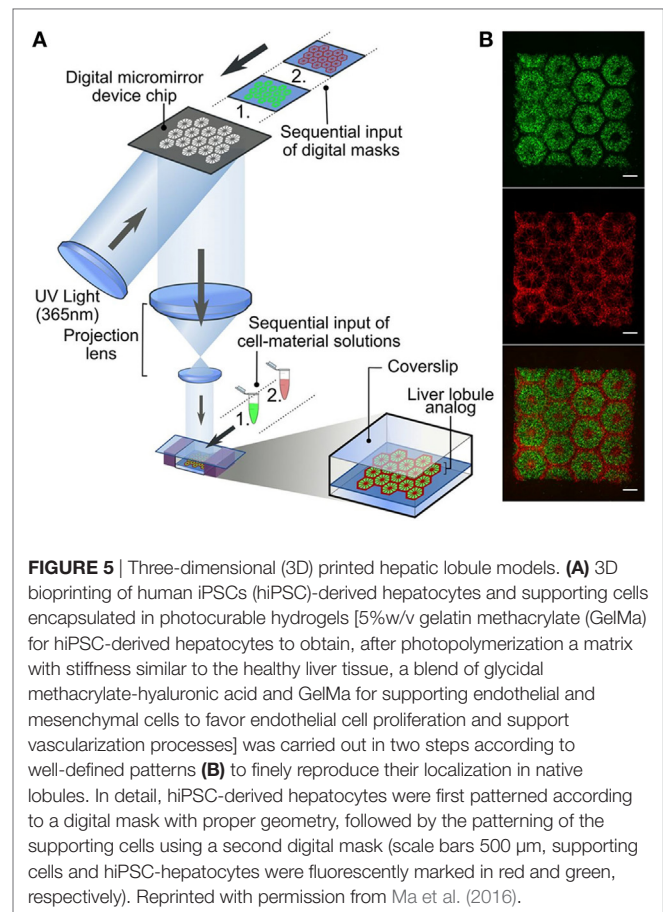 A
B
Digital micromirror
device chip
1.
2.
Sequential input
of digital masks
UV Light
(365nm)
Projection
lens
Sequential input of
cell-material solutions
1.
2.
Coverslip
Liver lobule
analog
FIGURE 5 | Three-dimensional (3D) printed hepatic lobule models. (A) 3D
bioprinting of human iPSCs (hiPSC)-derived hepatocytes and supporting cells
encapsulated in photocurable hydrogels [5%w/v gelatin methacrylate (GelMa)
for hiPSC-derived hepatocytes to obtain, after photopolymerization a matrix
with stiffness similar to the healthy liver tissue, a blend of glycidal
methacrylate-hyaluronic acid and GelMa for supporting endothelial and
mesenchymal cells to favor endothelial cell proliferation and support
vascularization processes] was carried out in two steps according to
well-defined patterns (B) to finely reproduce their localization in native
lobules. In detail, hiPSC-derived hepatocytes were first patterned according
to a digital mask with proper geometry, followed by the patterning of the
supporting cells using a second digital mask (scale bars 500 μm, supporting
cells and hiPSC-hepatocytes were fluorescently marked in red and green,
respectively). Reprinted with permission from Ma et al. (2016).